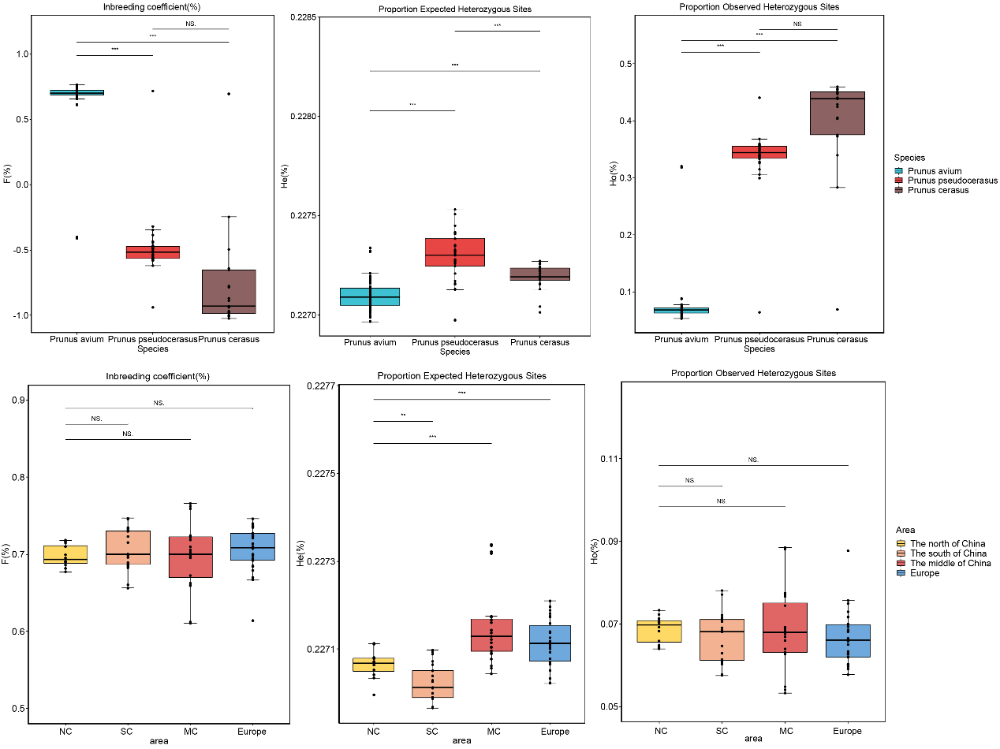 Inbreeding coefficient(%)
NS.
***
***
1.0
0.5
0.0
-0.5
-1.0
F(%)
Prunus avium Prunus pseudocerasus Prunus cerasus
Species
Proportion Expected Heterozygous Sites
0.2285
***
***
***
0.2280
0.2275
0.2270
He(%)
Prunus avium Prunus pseudocerasus Prunus cerasus
Species
Proportion Observed Heterozygous Sites
NS
***
***
0.5
0.4
0.3
0.2
0.1
Ho(%)
Prunus avium Prunus pseudocerasus Prunus cerasus
Species
Prunus avium
Prunus pseudocerasus
Prunus cerasus
Inbreeding coefficient(%)
0.9
NS.
NS.
NS.
0.8
0.7
0.6
0.5
F(%)
NC SC MC Europe
area
Proportion Expected Heterozygous Sites
0.2277
***
**
***
0.2275
0.2273
0.2271
He(%)
NC SC MC Europe
area
Proportion Observed Heterozygous Sites
0.11
NS.
NS.
NS.
0.09
0.07
0.05
Ho(%)
NC SC MC Europe
area
Area
The north of China
The south of China
The middle of China
Europe